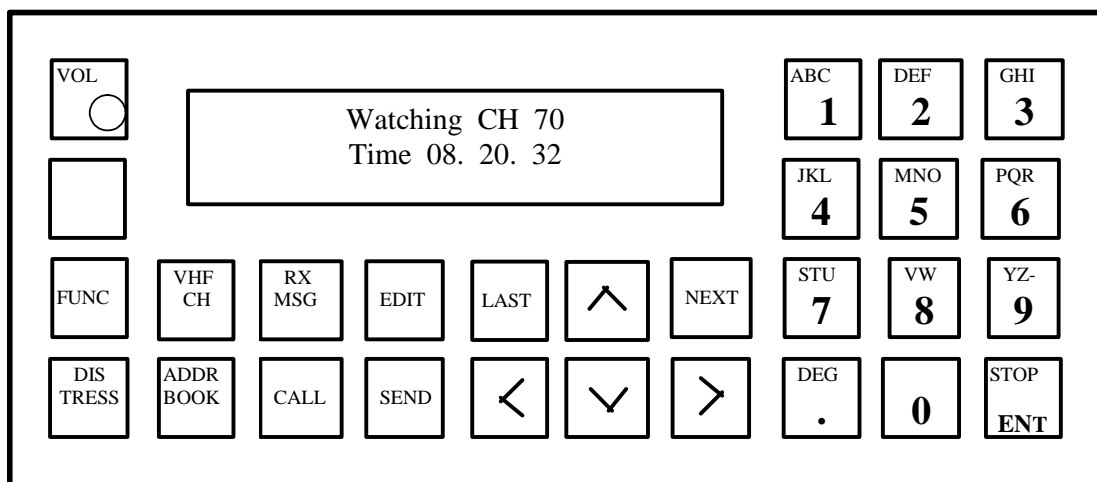 VOL
Watching CH 70
Time 08. 20. 32
ABC
1
DEF
2
GHI
3
JKL
4
MNO
5
PQR
6
FUNC
VHF
CH
RX
MSG
EDIT
LAST
NEXT
STU
7
VW
8
YZ-
9
DIS
TRESS
ADDR
BOOK
CALL
SEND
DEG
.
0
STOP
ENT